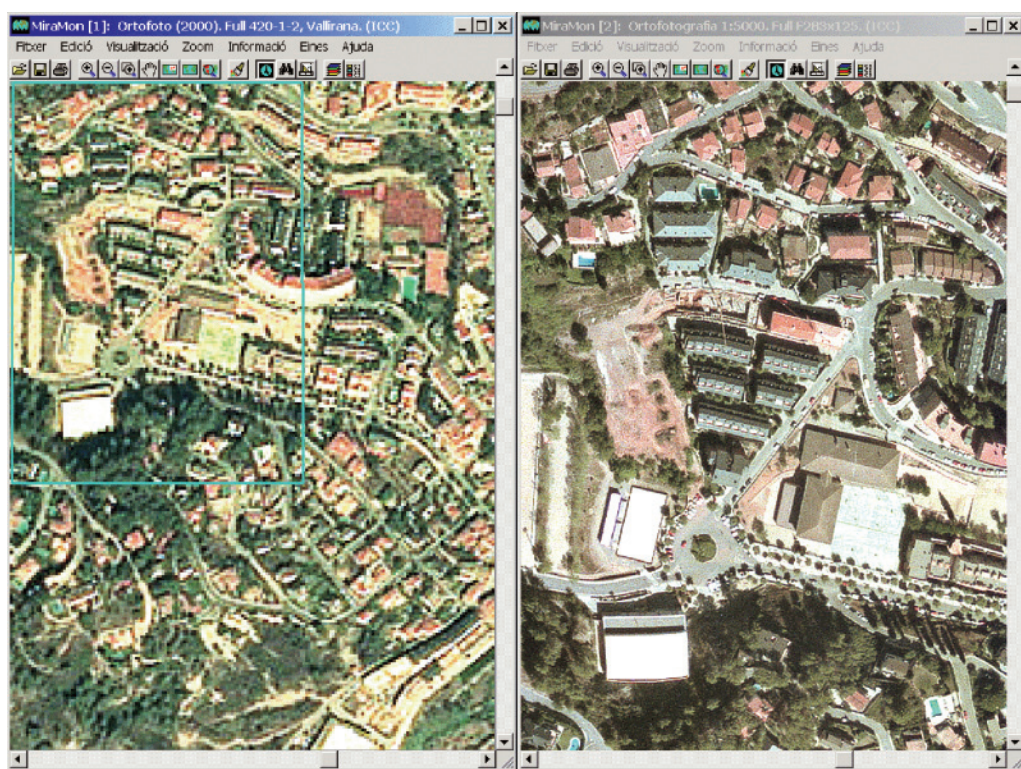 MiraMon [1]: Ortofoto (2000). Full 420-1-2, Vallirana. (ICC)
Fitxer Edició Visualització Zoom Informació Eines Ajuda
MiraMon [2]: Ortofotografia 1:5000. Full F283x125. (ICC)
Fitxer Edició Visualització Zoom Informació Eines Ajuda